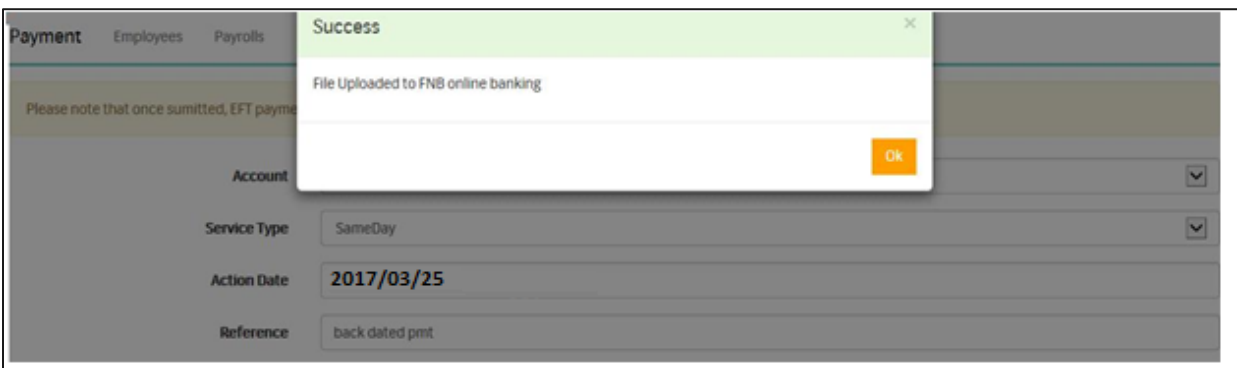 Payment Employees Payrolls
Success ×
File Uploaded to FNB online banking
Please note that once sumitted, EFT payme
Ok
Account
Service Type SameDay
Action Date 2017/03/25
Reference back dated pmt